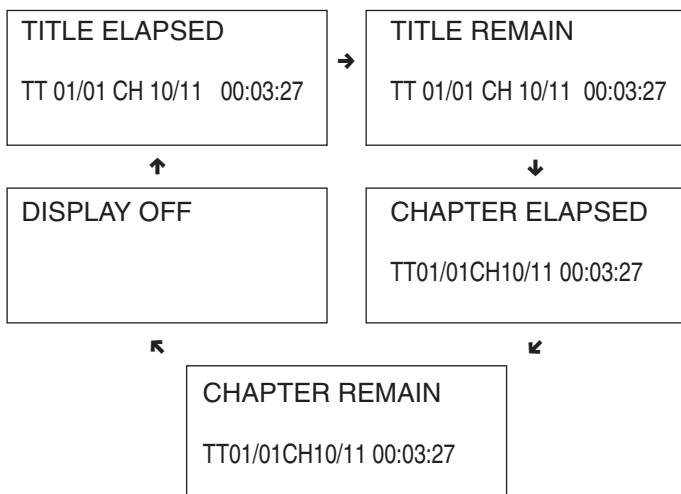 TITLE ELAPSED
TT 01/01 CH 10/11 00:03:27
TITLE REMAIN
TT 01/01 CH 10/11 00:03:27
CHAPTER ELAPSED
TT01/01CH10/11 00:03:27
CHAPTER REMAIN
TT01/01CH10/11 00:03:27
DISPLAY OFF